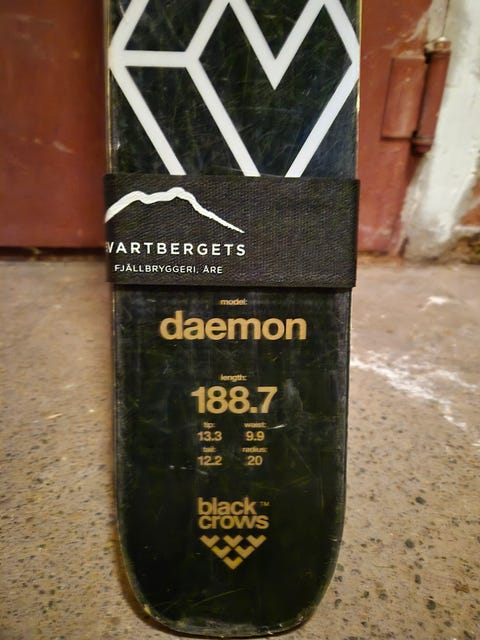 VARTBERGETS
FJÄLLBRYGGERI, ÅRE
model:
daemon
length:
188.7
tip: waist:
13.3 9.9
tail: radius:
12.2 20
black™
crows